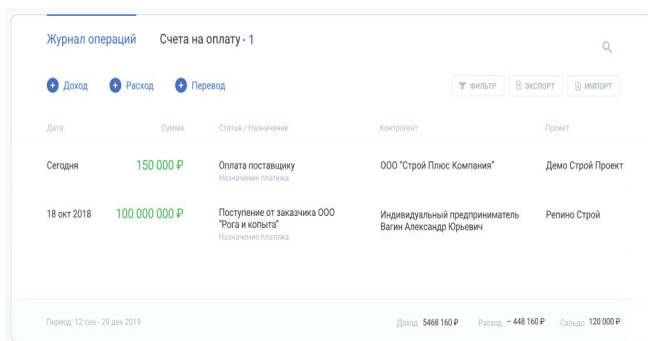 Журнал операций Счета на оплату · 1
Доход Расход Перевод ФИЛЬТР ЭКСПОРТ ИМПОРТ
Дата Сумма Статья / Назначение Контрагент Проект
Сегодня 150 000 ₽ Оплата поставщику ООО "Строй Плюс Компания" Демо Строй Проект
Назначение платежа
18 окт 2018 100 000 000 ₽ Поступление от заказчика ООО Индивидуальный предприниматель Репино Строй
"Рога и копыта" Вагин Александр Юрьевич
Назначение платежа
Период: 12 сен - 29 дек 2019 Доход 5468 160 ₽ Расход – 448 160 ₽ Сальдо 120 000 ₽